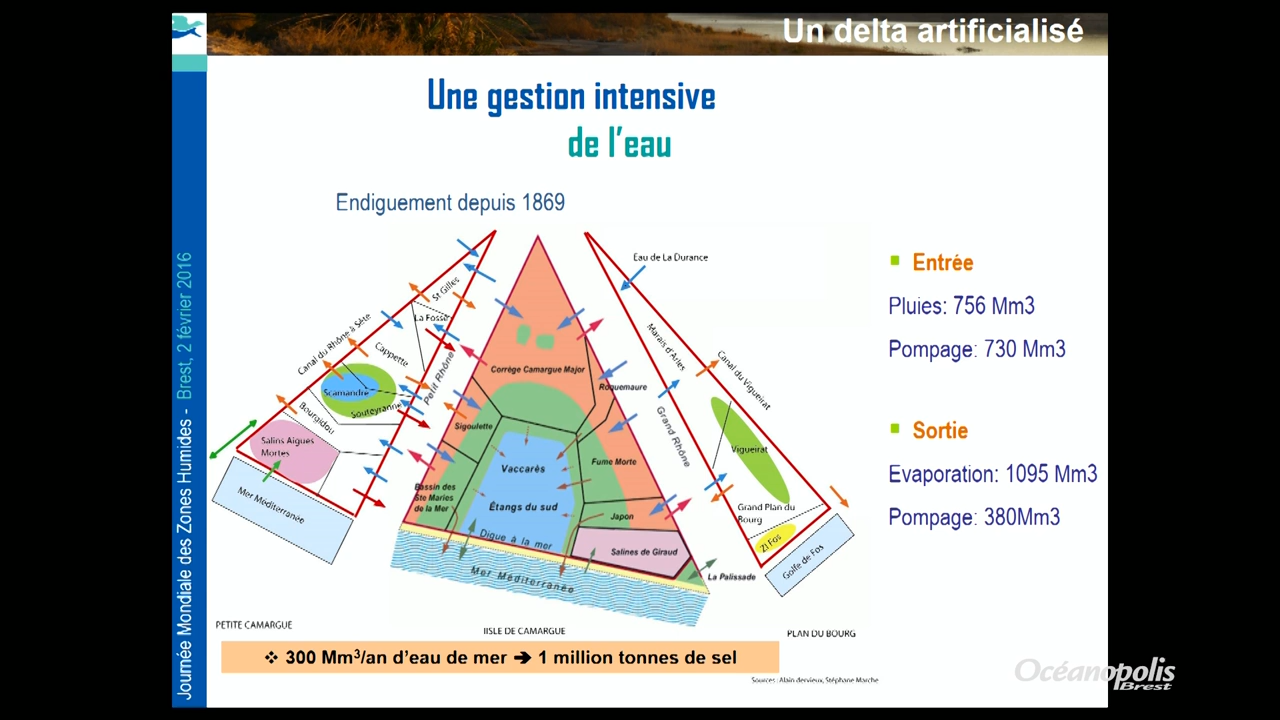 Un delta artificialisé
Une gestion intensive
de l'eau
Endiguement depuis 1869
Journée Mondiale des Zones Humides - Brest, 2 février 2016
Eau de La Durance
St Gilles
La Fosse
Canal du Rhône à Sète
Cappette
Petit Rhône
Scamandre
Souteyranne
Bourgidou
Salins Aigues
Mortes
Mer Méditerranée
Corrège Camargue Major
Roquemaure
Sigoulette
Vaccarès
Fume Morte
Bassin des
Ste Maries
de la Mer
Étangs du sud
Japon
Digue à la mer
Salines de Giraud
Mer Méditerranée
La Palissade
Grand Rhône
Marais d'Arles
Canal du Vigueirat
Vigueirat
Grand Plan du
Bourg
ZI Fos
Golfe de Fos
PETITE CAMARGUE
IISLE DE CAMARGUE
PLAN DU BOURG
Entrée
Pluies: 756 Mm3
Pompage: 730 Mm3
Sortie
Evaporation: 1095 Mm3
Pompage: 380Mm3
❖ 300 Mm³/an d'eau de mer ➔ 1 million tonnes de sel
Sources : Alain dervieux, Stéphane Marche
Océanopolis
Brest